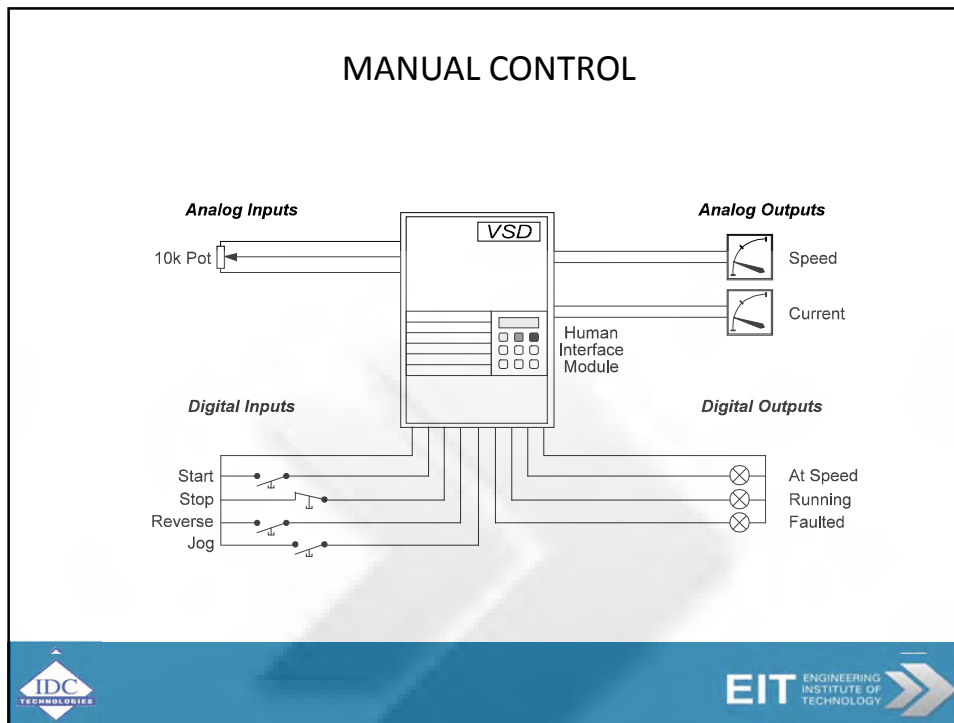 MANUAL CONTROL
Analog Inputs
Analog Outputs
VSD
10k Pot
Speed
Current
Human
Interface
Module
Digital Inputs
Digital Outputs
Start
Stop
Reverse
Jog
At Speed
Running
Faulted
IDC
TECHNOLOGIES
EIT
ENGINEERING
INSTITUTE OF
TECHNOLOGY